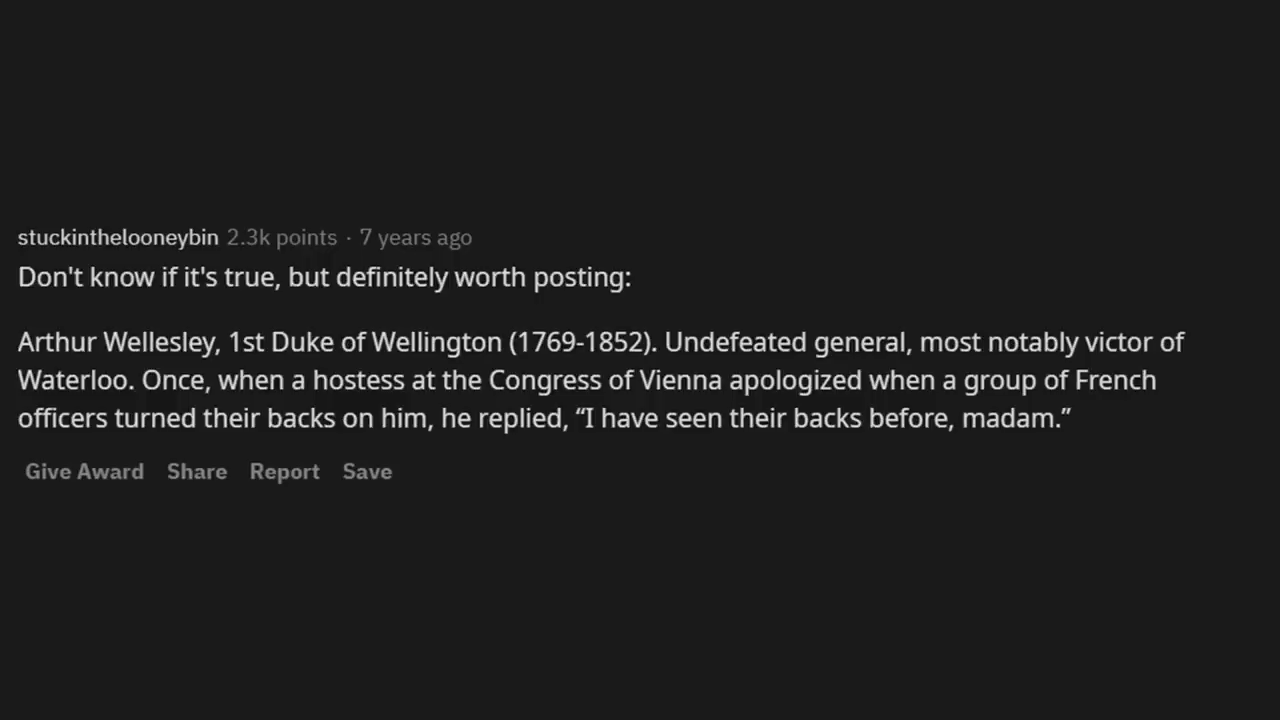 stuckinthelooneybin 2.3k points · 7 years ago
Don't know if it's true, but definitely worth posting:
Arthur Wellesley, 1st Duke of Wellington (1769-1852). Undefeated general, most notably victor of
Waterloo. Once, when a hostess at the Congress of Vienna apologized when a group of French
officers turned their backs on him, he replied, “I have seen their backs before, madam.”
Give Award Share Report Save